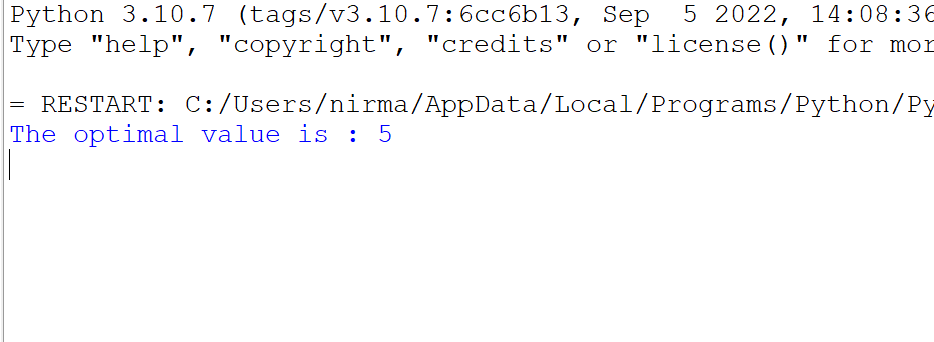 Python 3.10.7 (tags/v3.10.7:6cc6b13, Sep  5 2022, 14:08:36
Type "help", "copyright", "credits" or "license()" for mor
= RESTART: C:/Users/nirma/AppData/Local/Programs/Python/Py
The optimal value is : 5